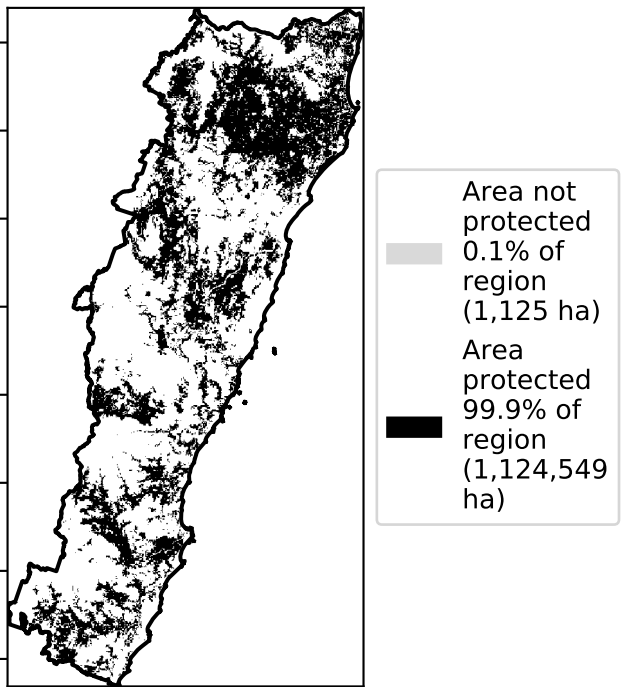 Area not
protected
0.1% of
region
(1,125 ha)
Area
protected
99.9% of
region
(1,124,549
ha)